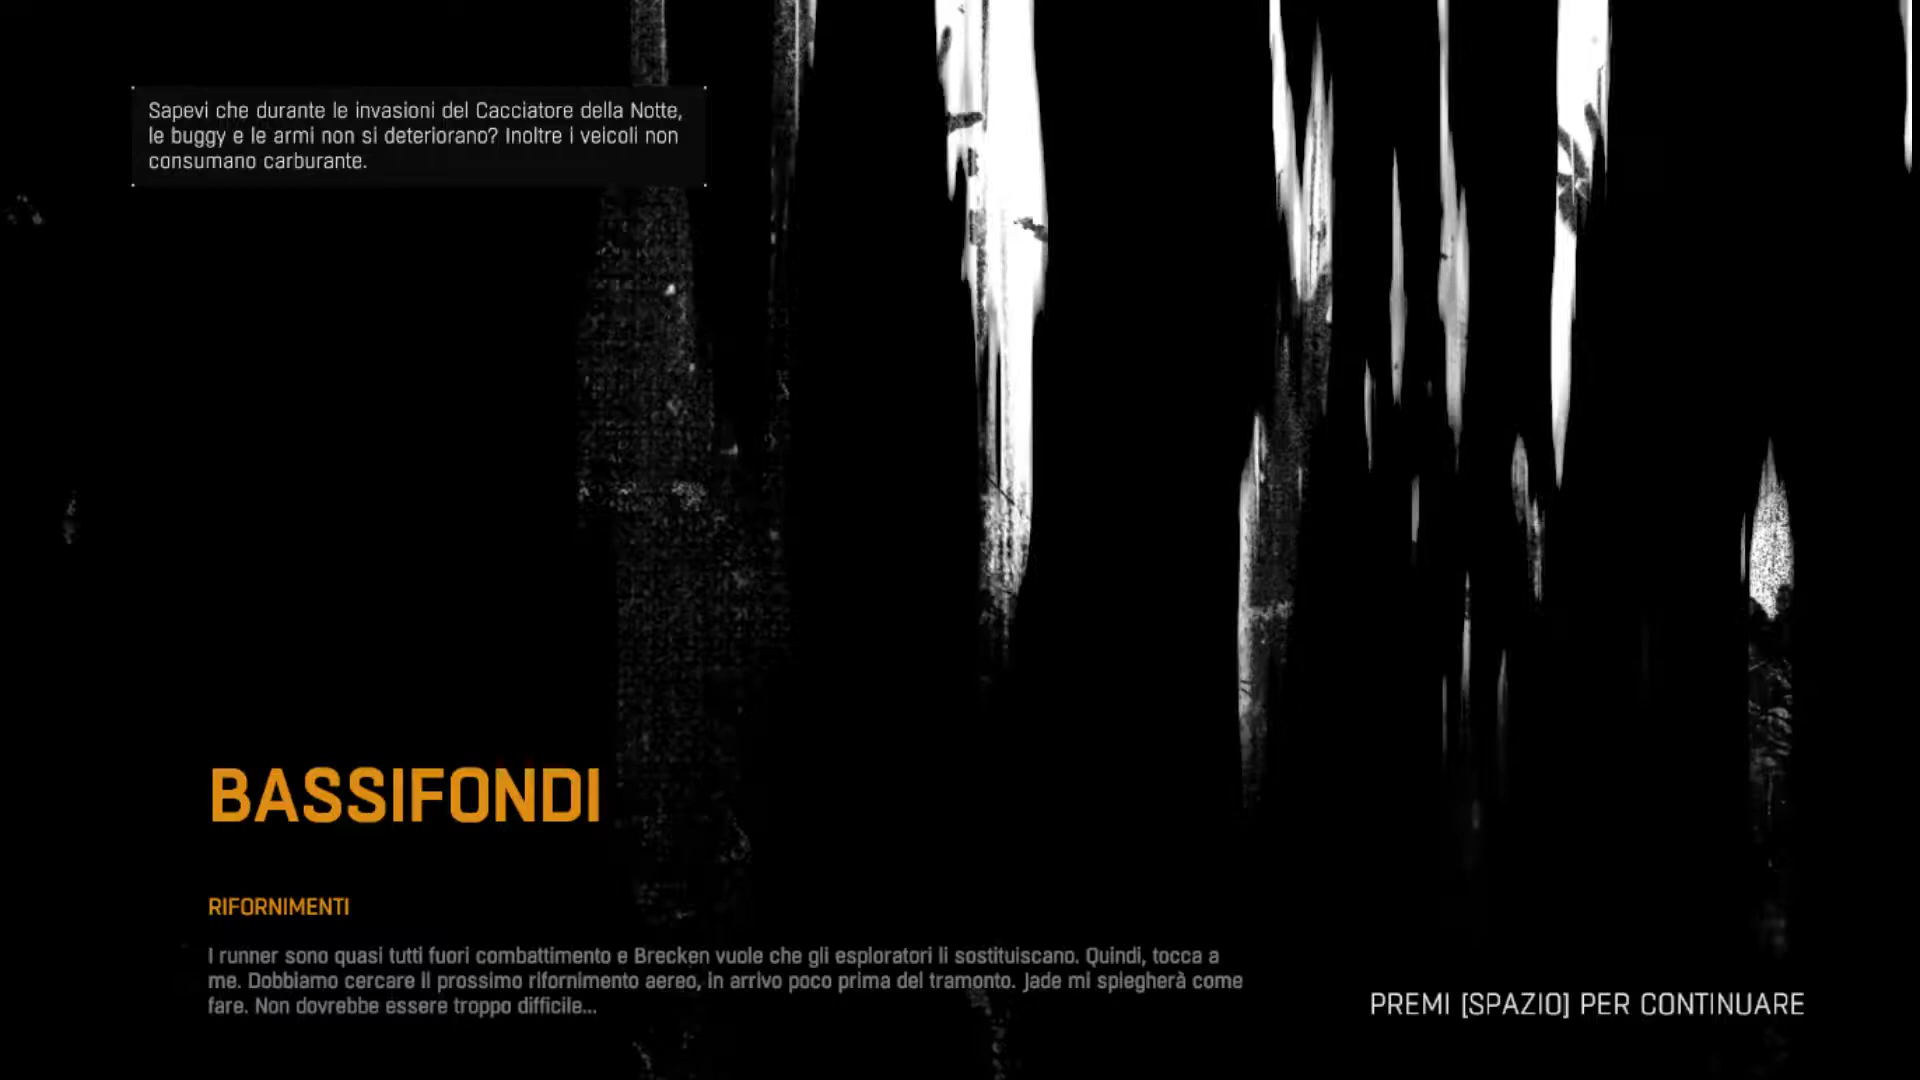 Sapevi che durante le invasioni del Cacciatore della Notte,
le buggy e le armi non si deteriorano? Inoltre i veicoli non
consumano carburante.
BASSIFONDI
RIFORNIMENTI
I runner sono quasi tutti fuori combattimento e Brecken vuole che gli esploratori li sostituiscano. Quindi, tocca a
me. Dobbiamo cercare il prossimo rifornimento aereo, in arrivo poco prima del tramonto. Jade mi spiegherà come
fare. Non dovrebbe essere troppo difficile...
PREMI [SPAZIO] PER CONTINUARE